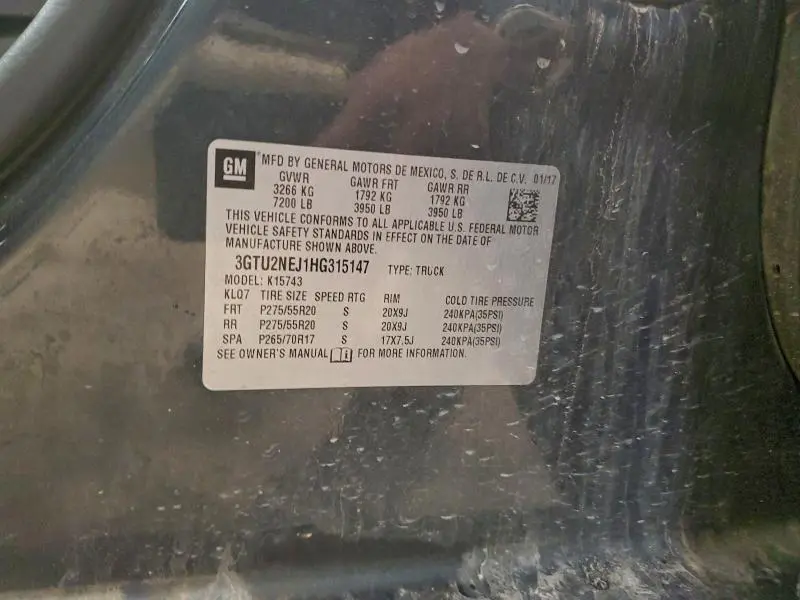 GM
MFD BY GENERAL MOTORS DE MEXICO, S. DE R.L. DE C.V. 01/17
GVWR GAWR FRT GAWR RR
3266 KG 1792 KG 1792 KG
7200 LB 3950 LB 3950 LB
THIS VEHICLE CONFORMS TO ALL APPLICABLE U.S. FEDERAL MOTOR
VEHICLE SAFETY STANDARDS IN EFFECT ON THE DATE OF
MANUFACTURE SHOWN ABOVE.
3GTU2NEJ1HG315147 TYPE: TRUCK
MODEL: K15743
KLQ7 TIRE SIZE SPEED RTG RIM COLD TIRE PRESSURE
FRT P275/55R20 S 20X9J 240KPA(35PSI)
RR P275/55R20 S 20X9J 240KPA(35PSI)
SPA P265/70R17 S 17X7.5J 240KPA(35PSI)
SEE OWNER'S MANUAL FOR MORE INFORMATION.